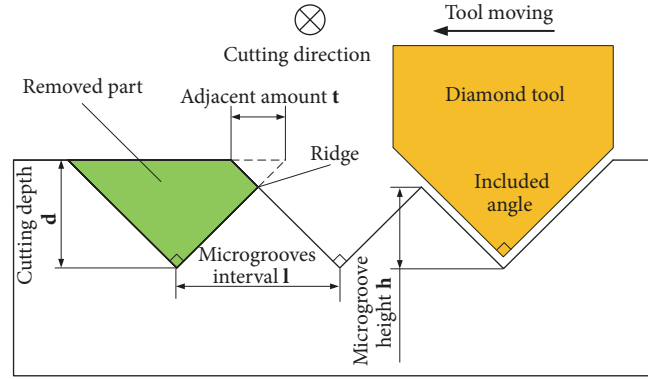 Tool moving
Cutting direction
Removed part
Adjacent amount t
Diamond tool
Ridge
Included
angle
Cutting depth
d
Microgrooves
interval l
Microgroove
height h